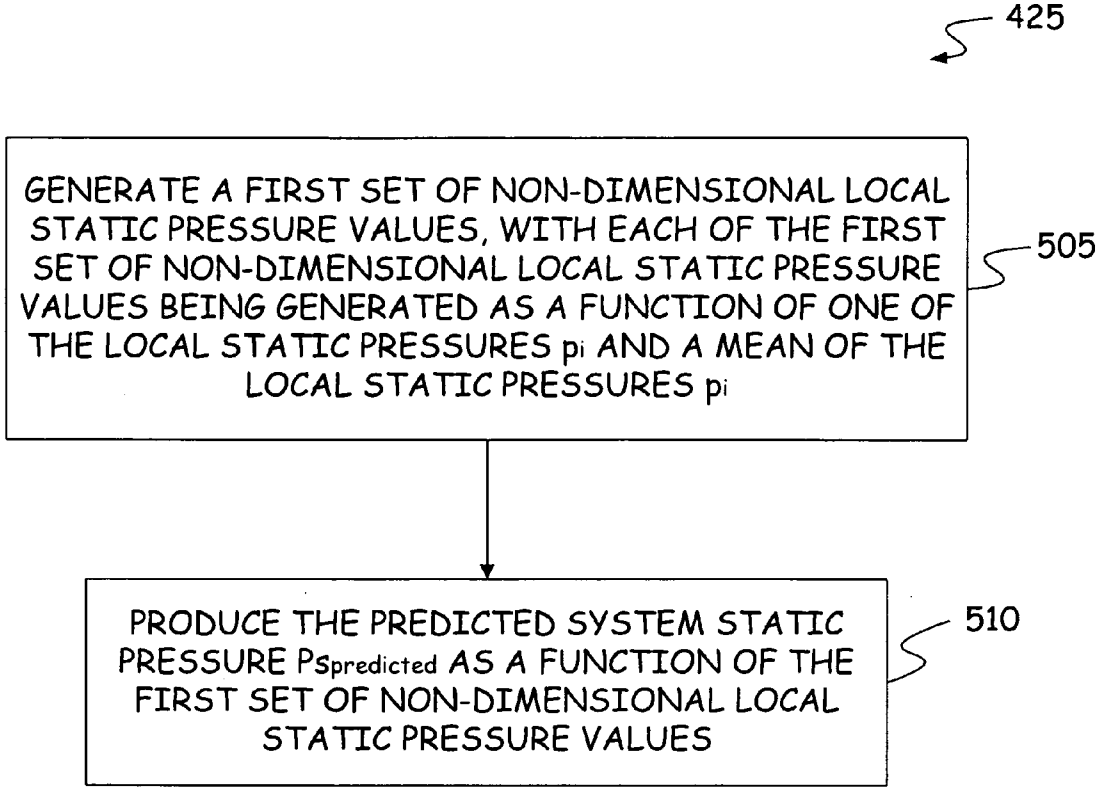 425
GENERATE A FIRST SET OF NON-DIMENSIONAL LOCAL
STATIC PRESSURE VALUES, WITH EACH OF THE FIRST
SET OF NON-DIMENSIONAL LOCAL STATIC PRESSURE
VALUES BEING GENERATED AS A FUNCTION OF ONE OF
THE LOCAL STATIC PRESSURES pi AND A MEAN OF THE
LOCAL STATIC PRESSURES pi
505
PRODUCE THE PREDICTED SYSTEM STATIC
PRESSURE PSpredicted AS A FUNCTION OF THE
FIRST SET OF NON-DIMENSIONAL LOCAL
STATIC PRESSURE VALUES
510